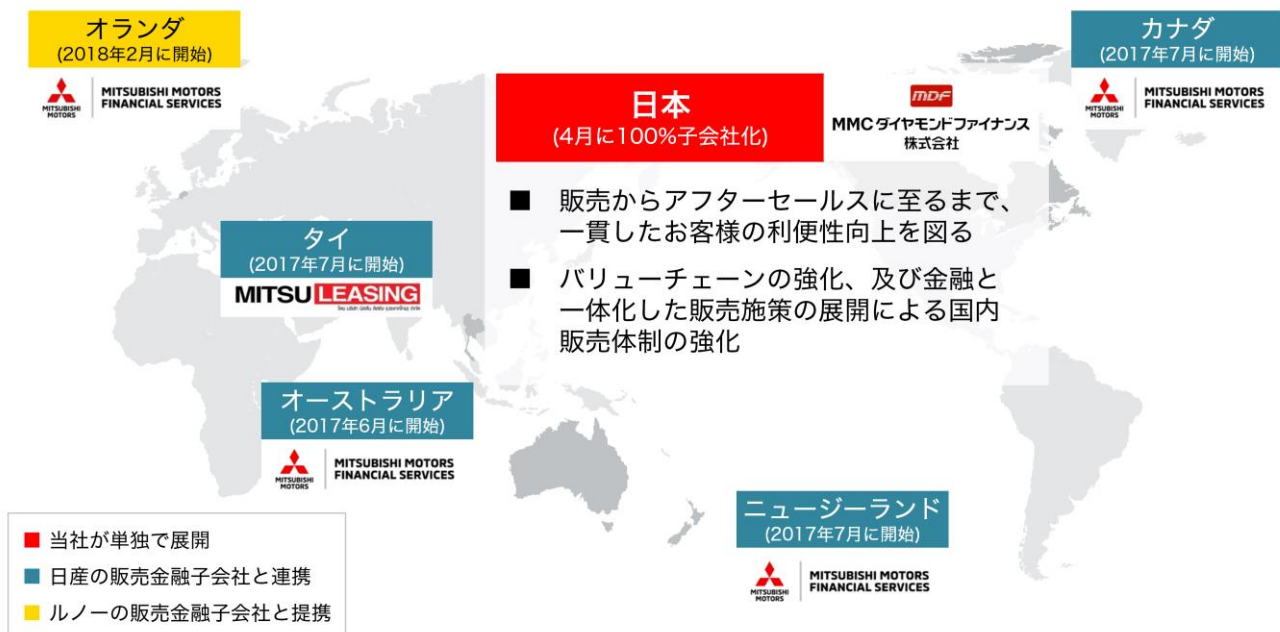 オランダ
(2018年2月に開始)
MITSUBISHI
MOTORS
MITSUBISHI MOTORS
FINANCIAL SERVICES
カナダ
(2017年7月に開始)
MITSUBISHI
MOTORS
MITSUBISHI MOTORS
FINANCIAL SERVICES
日本
(4月に100%子会社化)
MDF
MMCダイヤモンドファイナンス
株式会社
■ 販売からアフターセールスに至るまで、
一貫したお客様の利便性向上を図る
■ バリューチェーンの強化、及び金融と
一体化した販売施策の展開による国内
販売体制の強化
タイ
(2017年7月に開始)
MITSU LEASING
オーストラリア
(2017年6月に開始)
MITSUBISHI
MOTORS
MITSUBISHI MOTORS
FINANCIAL SERVICES
ニュージーランド
(2017年7月に開始)
MITSUBISHI
MOTORS
MITSUBISHI MOTORS
FINANCIAL SERVICES
当社が単独で展開
日産の販売金融子会社と連携
ルノーの販売金融子会社と提携